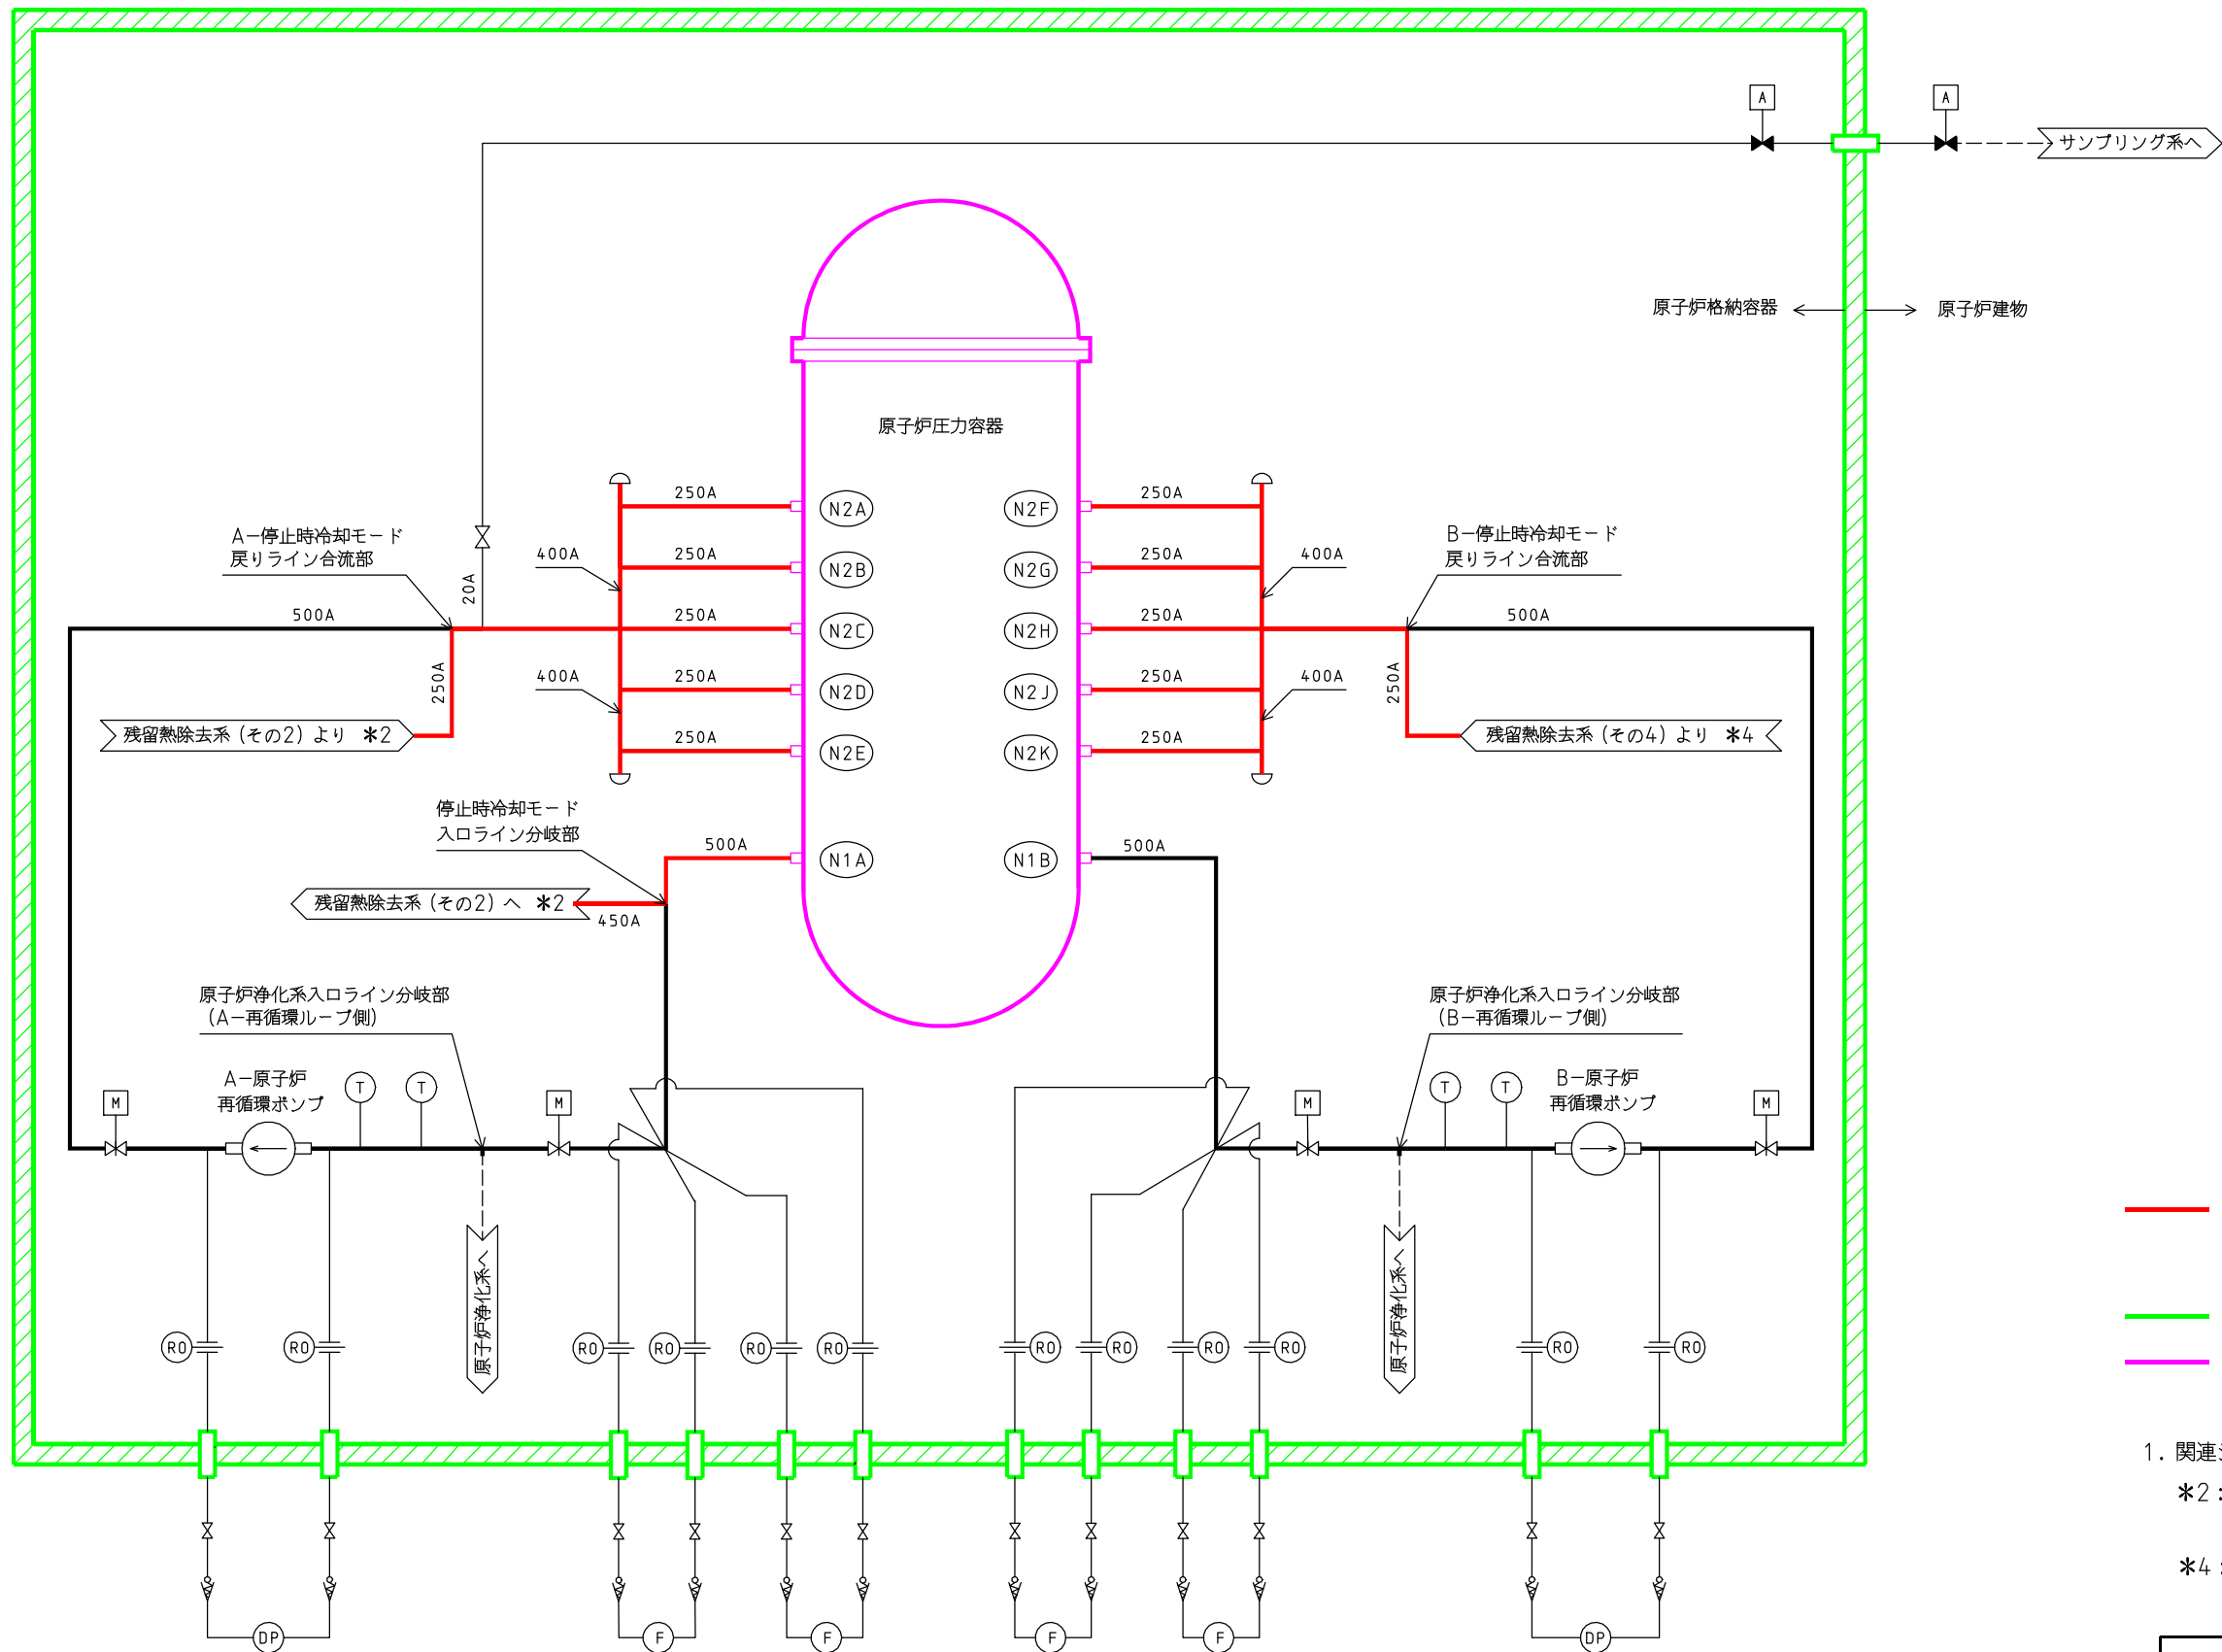 A
A
サンプリング系へ
原子炉格納容器
原子炉建物
原子炉圧力容器
250A
N2A
N2F
250A
A-停止時冷却モード
戻りライン合流部
20A
400A
250A
N2B
N2G
250A
400A
B-停止時冷却モード
戻りライン合流部
500A
250A
N2C
N2H
250A
500A
250A
400A
250A
N2D
N2J
250A
400A
250A
残留熱除去系(その2)より *2
250A
N2E
N2K
250A
残留熱除去系(その4)より *4
停止時冷却モード
入口ライン分岐部
500A
N1A
N1B
500A
残留熱除去系(その2)へ *2
450A
原子炉浄化系入口ライン分岐部
(A-再循環ループ側)
原子炉浄化系入口ライン分岐部
(B-再循環ループ側)
M
A-原子炉
再循環ポンプ
T
T
M
M
T
T
B-原子炉
再循環ポンプ
M
原子炉浄化系へ
原子炉浄化系へ
RO
RO
RO
RO
RO
RO
RO
RO
RO
RO
RO
RO
1. 関連
*2:
*4:
DP
F
F
F
F
DP